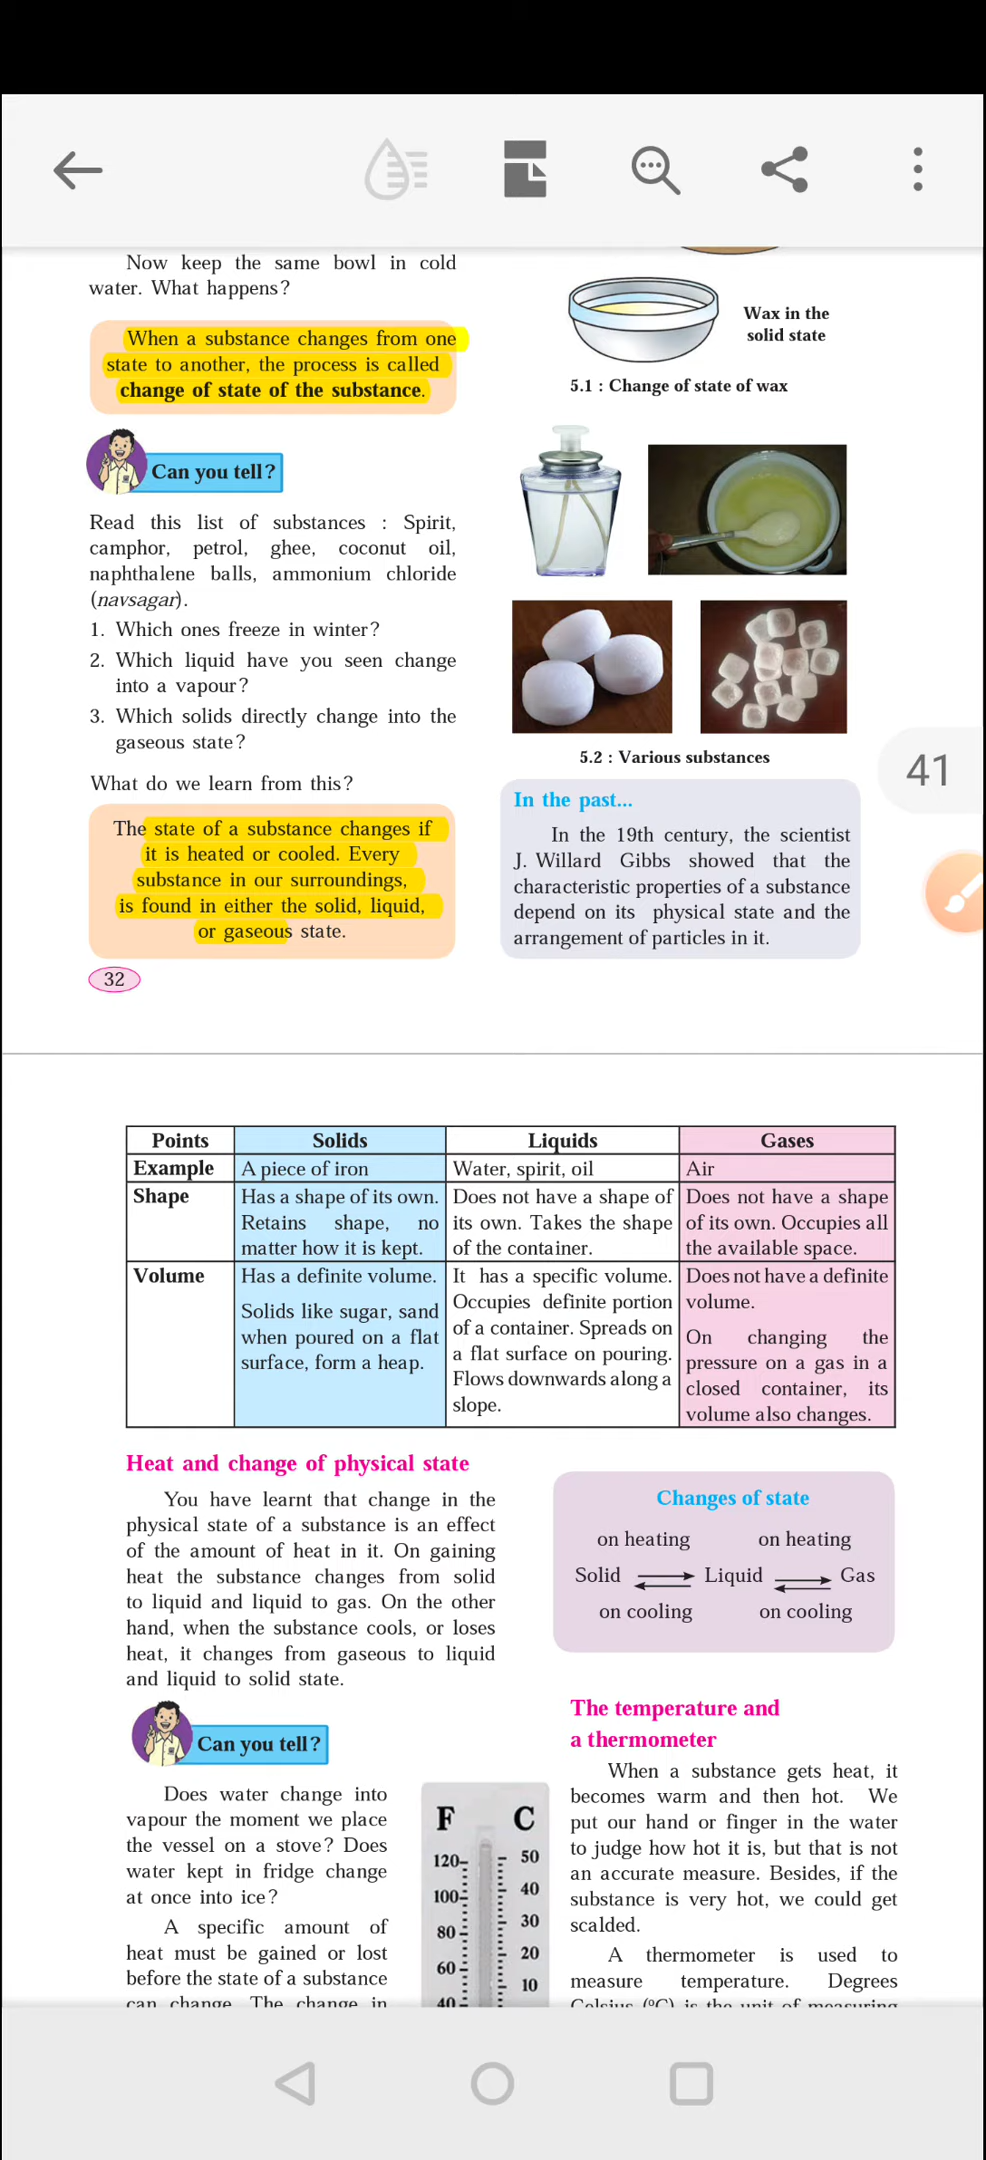 Now keep the same bowl in cold
water. What happens?
When a substance changes from one
state to another, the process is called
change of state of the substance.
Can you tell?
Read this list of substances : Spirit,
camphor, petrol, ghee, coconut oil,
naphthalene balls, ammonium chloride
(navsagar).
1. Which ones freeze in winter?
2. Which liquid have you seen change
into a vapour?
3. Which solids directly change into the
gaseous state?
What do we learn from this?
The state of a substance changes if
it is heated or cooled. Every
substance in our surroundings,
is found in either the solid, liquid,
or gaseous state.
32
Wax in the
solid state
5.1 : Change of state of wax
5.2 : Various substances
41
In the past...
In the 19th century, the scientist
J. Willard Gibbs showed that the
characteristic properties of a substance
depend on its physical state and the
arrangement of particles in it.
Points Solids Liquids Gases
Example A piece of iron Water, spirit, oil Air
Shape Has a shape of its own. Does not have a shape of Does not have a shape
Retains shape, no its own. Takes the shape of its own. Occupies all
matter how it is kept. of the container. the available space.
Volume Has a definite volume. It has a specific volume. Does not have a definite
Solids like sugar, sand Occupies definite portion volume.
when poured on a flat of a container. Spreads on On changing the
surface, form a heap. a flat surface on pouring. pressure on a gas in a
Flows downwards along a closed container, its
slope. volume also changes.
Heat and change of physical state
You have learnt that change in the
physical state of a substance is an effect
of the amount of heat in it. On gaining
heat the substance changes from solid
to liquid and liquid to gas. On the other
hand, when the substance cools, or loses
heat, it changes from gaseous to liquid
and liquid to solid state.
Changes of state
on heating on heating
Solid Liquid Gas
on cooling on cooling
Can you tell?
Does water change into
vapour the moment we place
the vessel on a stove? Does
water kept in fridge change
at once into ice?
A specific amount of
heat must be gained or lost
before the state of a substance
can change. The change in
F C
120 50
100 40
80 30
60 20
40 10
The temperature and
a thermometer
When a substance gets heat, it
becomes warm and then hot. We
put our hand or finger in the water
to judge how hot it is, but that is not
an accurate measure. Besides, if the
substance is very hot, we could get
scalded.
A thermometer is used to
measure temperature. Degrees
Celsius (°C) is the unit of measuring